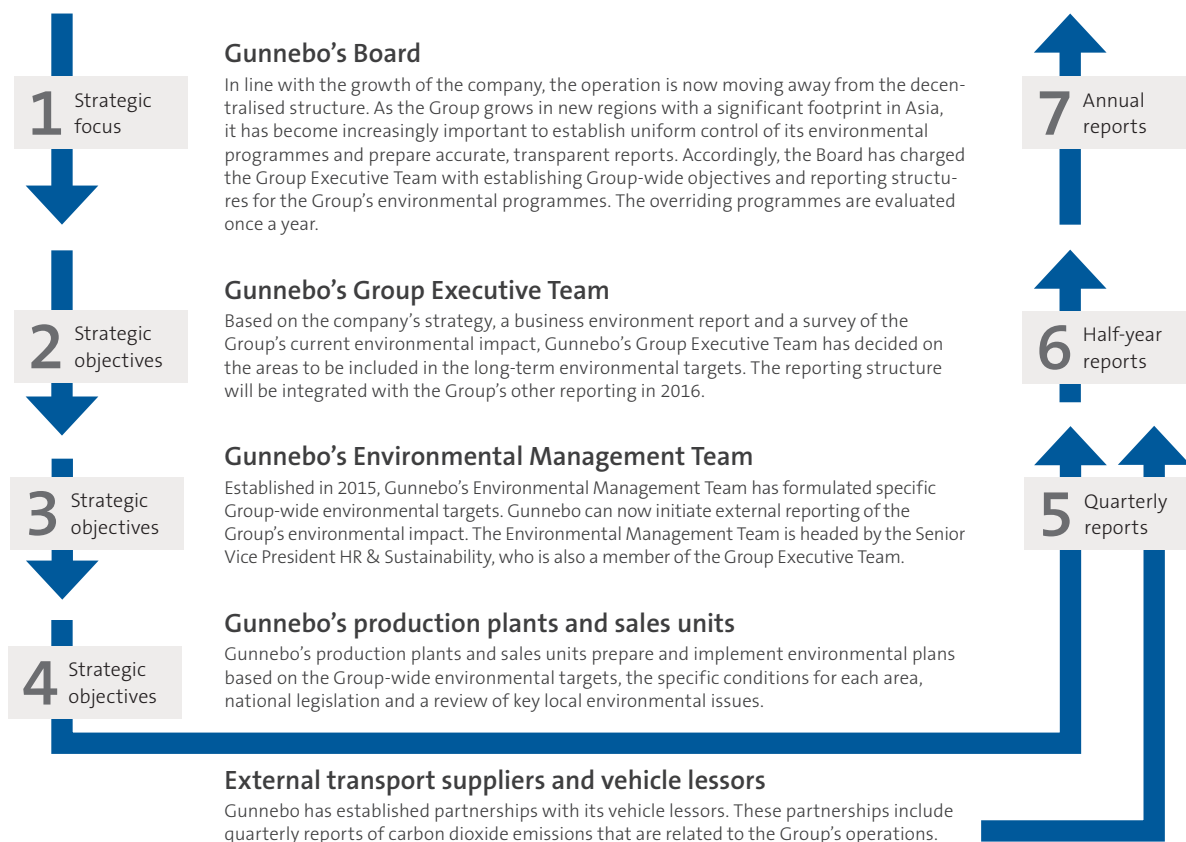 1 Strategic
focus
Gunnebo’s Board
In line with the growth of the company, the operation is now moving away from the decen-
tralised structure. As the Group grows in new regions with a significant footprint in Asia,
it has become increasingly important to establish uniform control of its environmental
programmes and prepare accurate, transparent reports. Accordingly, the Board has charged
the Group Executive Team with establishing Group-wide objectives and reporting structu-
res for the Group’s environmental programmes. The overriding programmes are evaluated
once a year.
7 Annual
reports
2 Strategic
objectives
Gunnebo’s Group Executive Team
Based on the company’s strategy, a business environment report and a survey of the
Group’s current environmental impact, Gunnebo’s Group Executive Team has decided on
the areas to be included in the long-term environmental targets. The reporting structure
will be integrated with the Group’s other reporting in 2016.
6 Half-year
reports
3 Strategic
objectives
Gunnebo’s Environmental Management Team
Established in 2015, Gunnebo’s Environmental Management Team has formulated specific
Group-wide environmental targets. Gunnebo can now initiate external reporting of the
Group’s environmental impact. The Environmental Management Team is headed by the Senior
Vice President HR & Sustainability, who is also a member of the Group Executive Team.
5 Quarterly
reports
4 Strategic
objectives
Gunnebo’s production plants and sales units
Gunnebo’s production plants and sales units prepare and implement environmental plans
based on the Group-wide environmental targets, the specific conditions for each area,
national legislation and a review of key local environmental issues.
External transport suppliers and vehicle lessors
Gunnebo has established partnerships with its vehicle lessors. These partnerships include
quarterly reports of carbon dioxide emissions that are related to the Group’s operations.